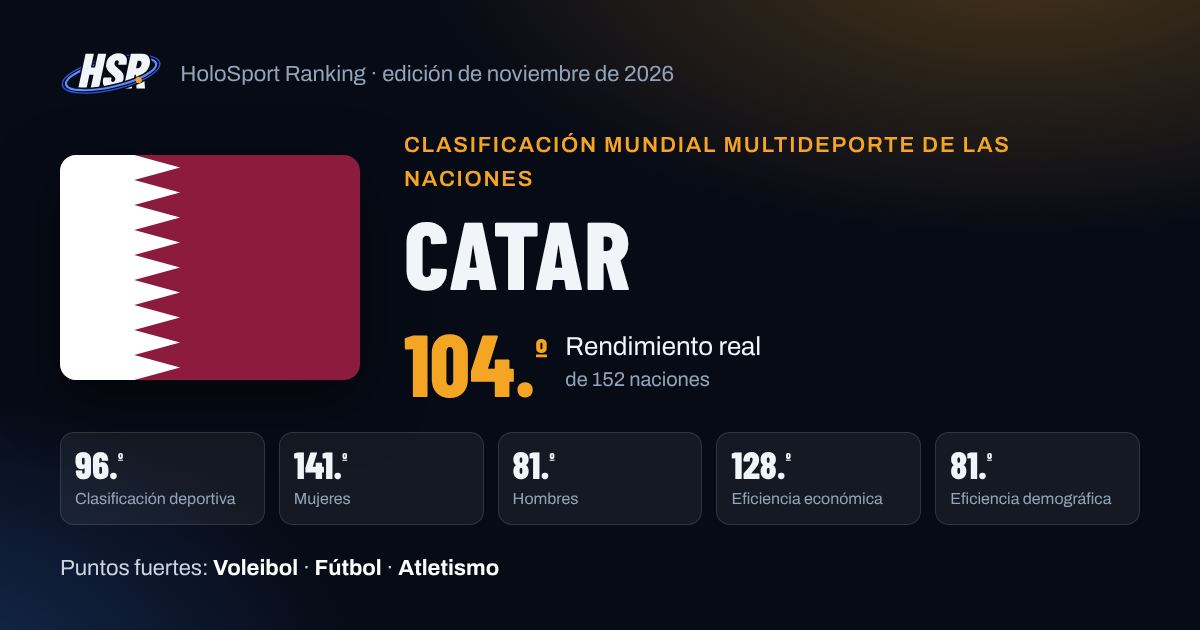 HSR
HoloSport Ranking · edición de noviembre de 2026
CLASIFICACIÓN MUNDIAL MULTIDEPORTE DE LAS
NACIONES
CATAR
104.º Rendimiento real
de 152 naciones
96.º
Clasificación deportiva
141.º
Mujeres
81.º
Hombres
128.º
Eficiencia económica
81.º
Eficiencia demográfica
Puntos fuertes: Voleibol · Fútbol · Atletismo